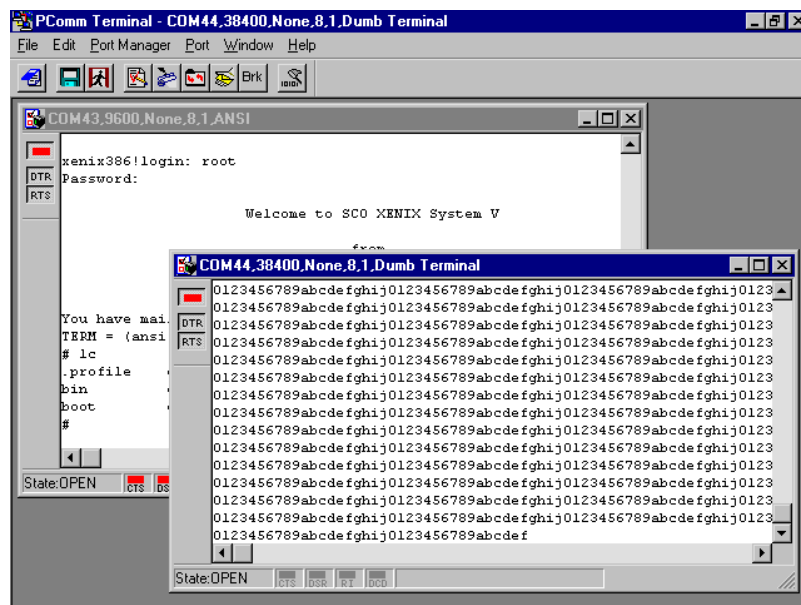 PComm Terminal - COM44,38400,None,8,1,Dumb Terminal
File Edit Port Manager Port Window Help
Brk
COM43,9600,None,8,1,ANSI
DTR
RTS
xenix386!login: root
Password:
Welcome to SCO XENIX System V
from
You have mai
TERM = (ansi
# lc
.profile
bin
boot
#
State:OPEN CTS DS
COM44,38400,None,8,1,Dumb Terminal
DTR
RTS
0123456789abcdefghij0123456789abcdefghij0123456789abcdefghij0123
0123456789abcdefghij0123456789abcdefghij0123456789abcdefghij0123
0123456789abcdefghij0123456789abcdefghij0123456789abcdefghij0123
0123456789abcdefghij0123456789abcdefghij0123456789abcdefghij0123
0123456789abcdefghij0123456789abcdefghij0123456789abcdefghij0123
0123456789abcdefghij0123456789abcdefghij0123456789abcdefghij0123
0123456789abcdefghij0123456789abcdefghij0123456789abcdefghij0123
0123456789abcdefghij0123456789abcdefghij0123456789abcdefghij0123
0123456789abcdefghij0123456789abcdefghij0123456789abcdefghij0123
0123456789abcdefghij0123456789abcdefghij0123456789abcdefghij0123
0123456789abcdefghij0123456789abcdefghij0123456789abcdefghij0123
0123456789abcdefghij0123456789abcdefghij0123456789abcdefghij0123
0123456789abcdefghij0123456789abcdefghij0123456789abcdefghij0123
0123456789abcdefghij0123456789abcdefghij0123456789abcdefghij0123
0123456789abcdefghij0123456789abcdef
State:OPEN CTS DSR RI DCD